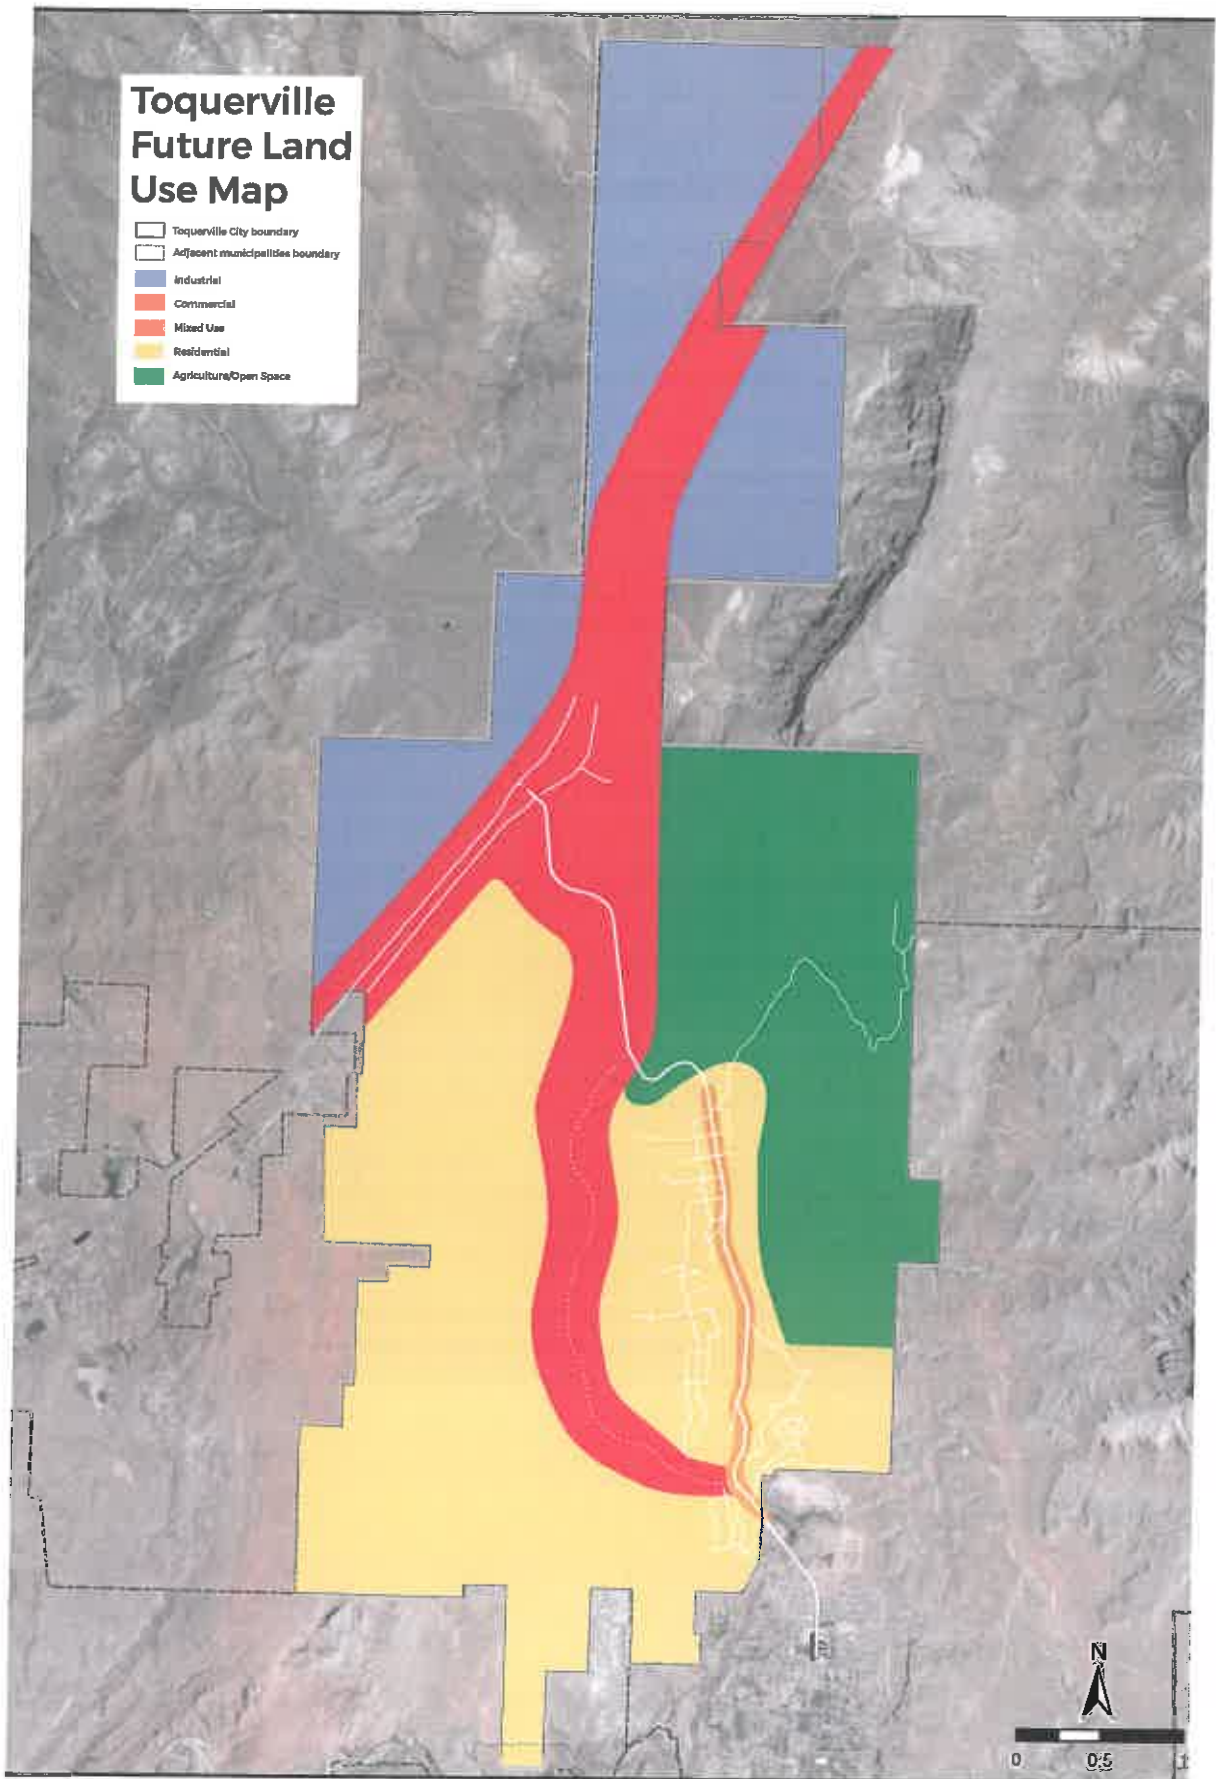 Toquerville
Future Land
Use Map
Toquerville City boundary
Adjacent municipalities boundary
Industrial
Commercial
Mixed Use
Residential
Agriculture/Open Space
N
0 0.5 1